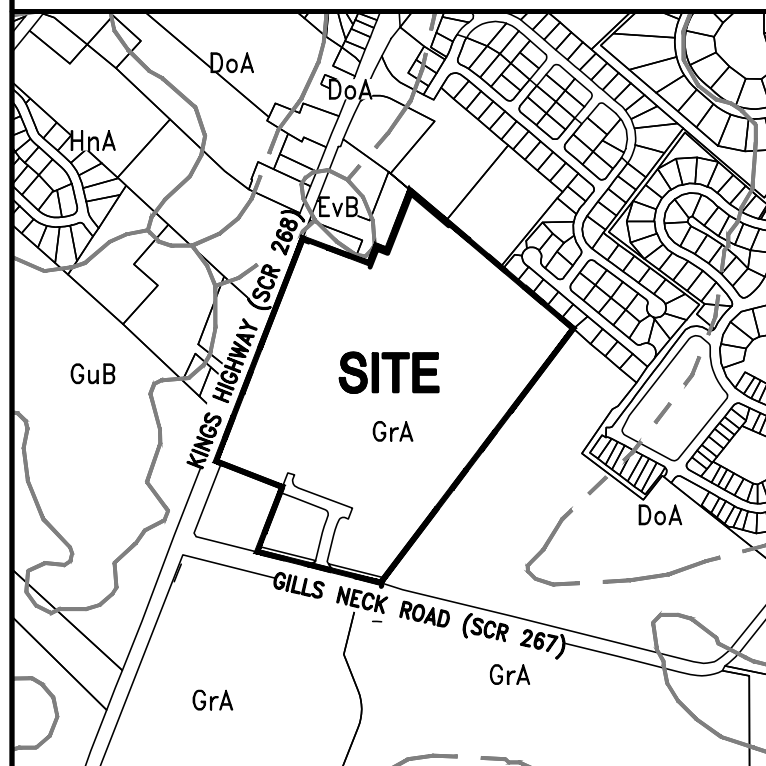 DoA
DoA
HnA
EvB
KINGS HIGHWAY (SCR 268)
SITE
GuB
GrA
DoA
GILLS NECK ROAD (SCR 267)
GrA
GrA